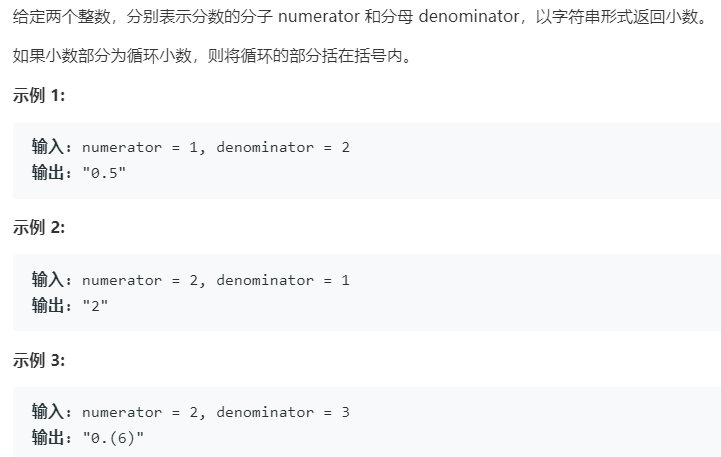 给定两个整数，分别表示分数的分子 numerator 和分母 denominator，以字符串形式返回小数。
如果小数部分为循环小数，则将循环的部分括在括号内。
示例 1:
输入: numerator = 1, denominator = 2
输出: "0.5"
示例 2:
输入: numerator = 2, denominator = 1
输出: "2"
示例 3:
输入: numerator = 2, denominator = 3
输出: "0.(6)"